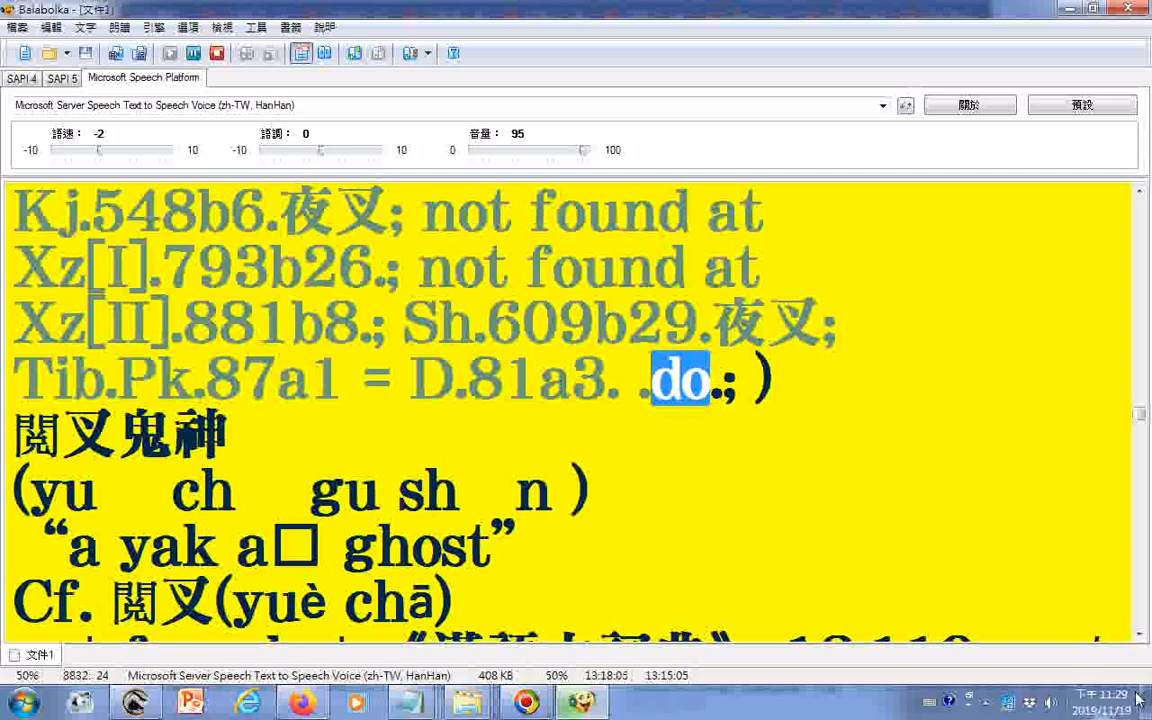 Balabolka - [文件1]
檔案 編輯 文字 朗讀 引擎 選項 檢視 工具 書籤 說明
SAPI 4 SAPI 5 Microsoft Speech Platform
Microsoft Server Speech Text to Speech Voice (zh-TW, HanHan) 關於 預設
語速： -2 語調： 0 音量： 95
-10 10 -10 10 0 100
Kj.548b6.夜叉; not found at
Xz[I].793b26.; not found at
Xz[II].881b8.; Sh.609b29.夜叉;
Tib.Pk.87a1 = D.81a3. .do.; )
閲叉鬼神
(yu ch gu sh n )
“a yak a□ ghost”
Cf. 閲叉(yuè chā)
文件1
50% 8832: 24 Microsoft Server Speech Text to Speech Voice (zh-TW, HanHan) 408 KB 50% 13:18:05 13:15:05
下午 11:29
2019/11/19